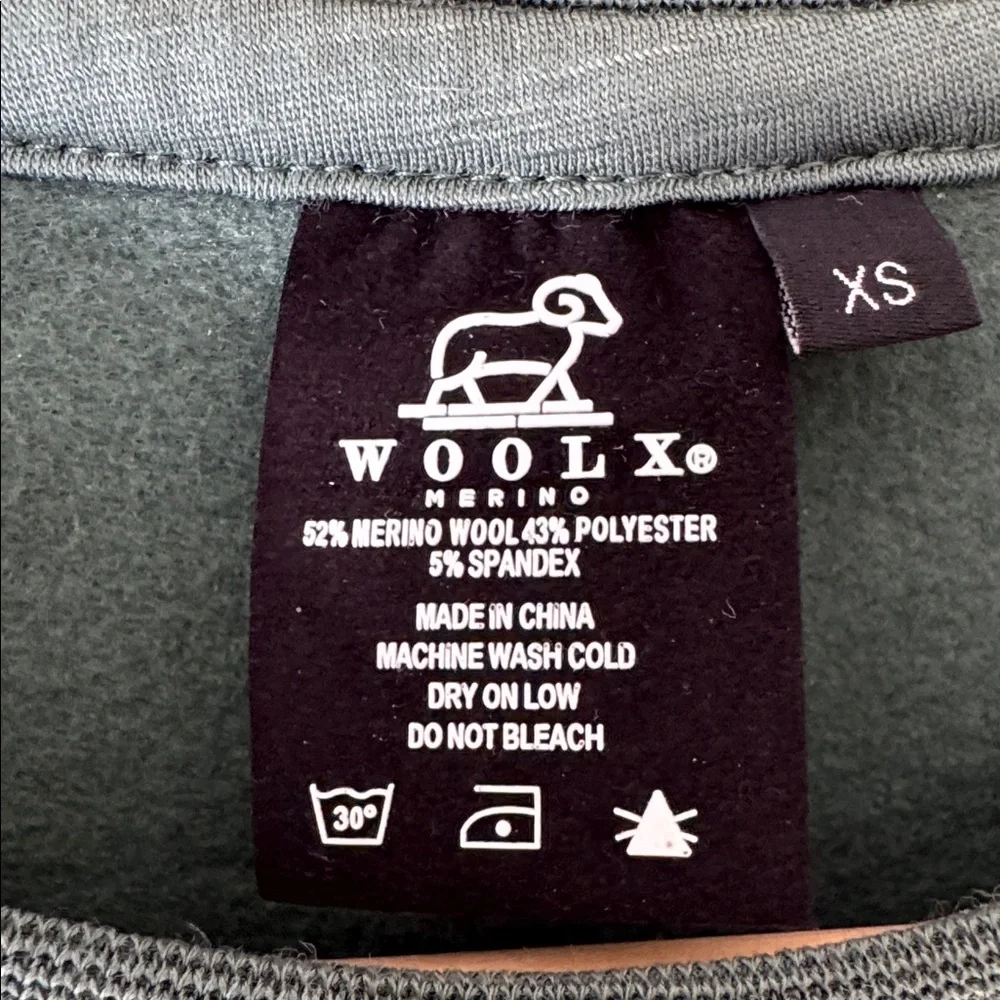 XS
WOOLX®
MERINO
52% MERINO WOOL 43% POLYESTER
5% SPANDEX
MADE IN CHINA
MACHINE WASH COLD
DRY ON LOW
DO NOT BLEACH
30°